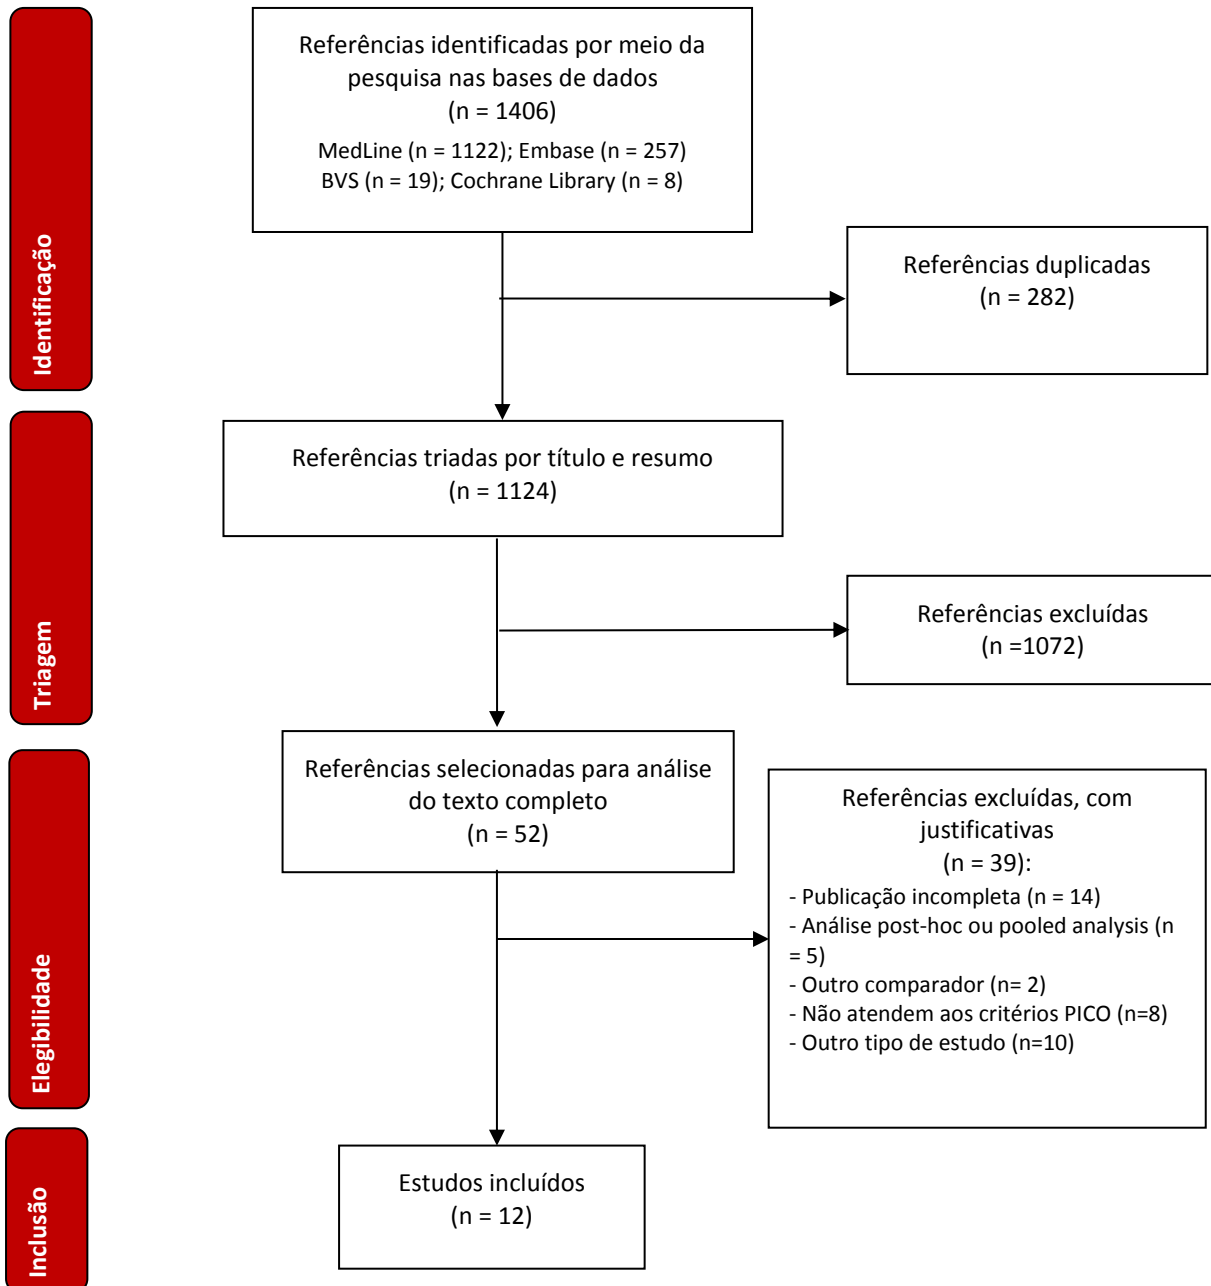 Identificação
Referências identificadas por meio da
pesquisa nas bases de dados
(n = 1406)
MedLine (n = 1122); Embase (n = 257)
BVS (n = 19); Cochrane Library (n = 8)
Referências duplicadas
(n = 282)
Triagem
Referências triadas por título e resumo
(n = 1124)
Referências excluídas
(n =1072)
Elegibilidade
Referências selecionadas para análise
do texto completo
(n = 52)
Referências excluídas, com
justificativas
(n = 39):
- Publicação incompleta (n = 14)
- Análise post-hoc ou pooled analysis (n
= 5)
- Outro comparador (n= 2)
- Não atendem aos critérios PICO (n=8)
- Outro tipo de estudo (n=10)
Inclusão
Estudos incluídos
(n = 12)